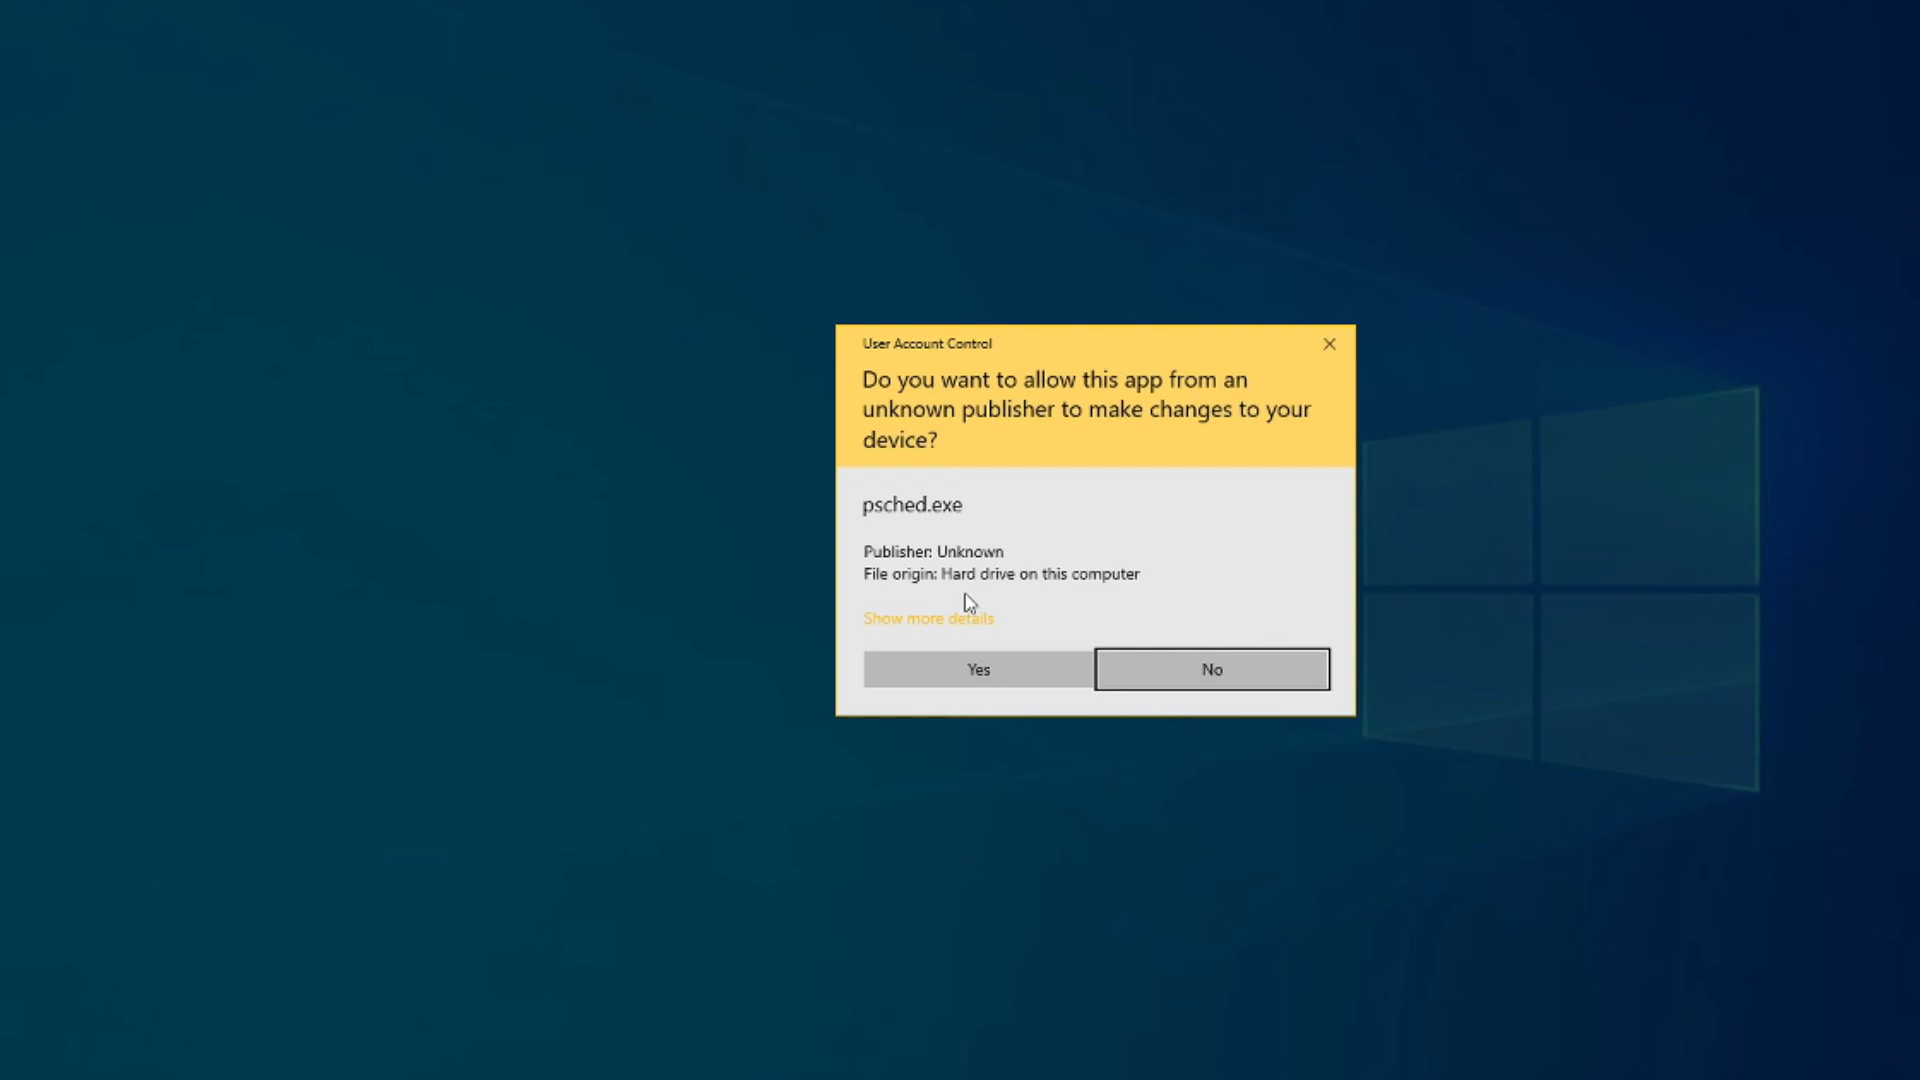 User Account Control
Do you want to allow this app from an
unknown publisher to make changes to your
device?
psched.exe
Publisher: Unknown
File origin: Hard drive on this computer
Show more details
Yes
No